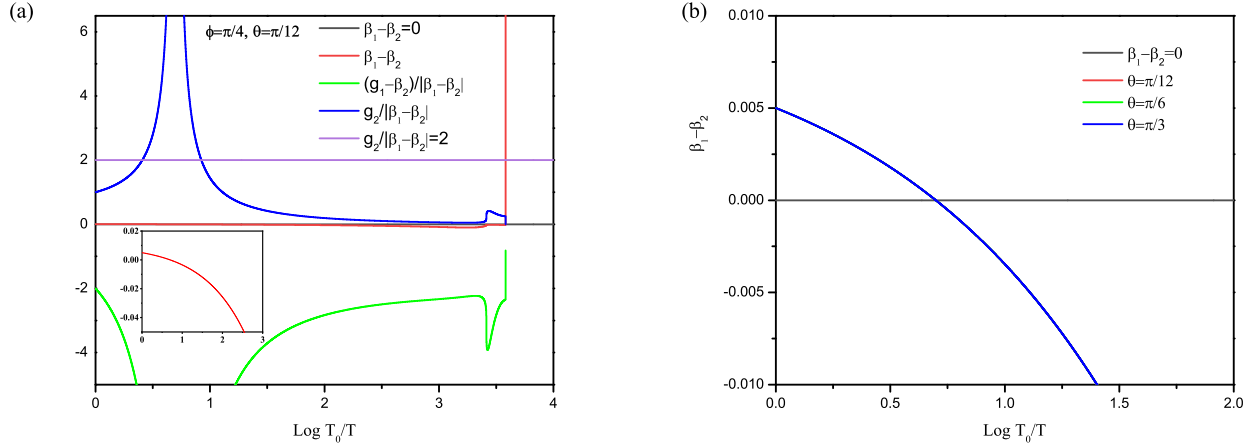 (a)
ϕ=π/4, θ=π/12
β₁−β₂=0
β₁−β₂
(g₁−β₂)/|β₁−β₂|
g₂/|β₁−β₂|
g₂/|β₁−β₂|=2
6
4
2
0
-2
-4
0.02
0.00
-0.02
-0.04
0 1 2 3
0 1 2 3 4
Log T₀/T
(b)
β₁−β₂=0
θ=π/12
θ=π/6
θ=π/3
β₁−β₂
0.010
0.005
0.000
-0.005
-0.010
0.0 0.5 1.0 1.5 2.0
Log T₀/T